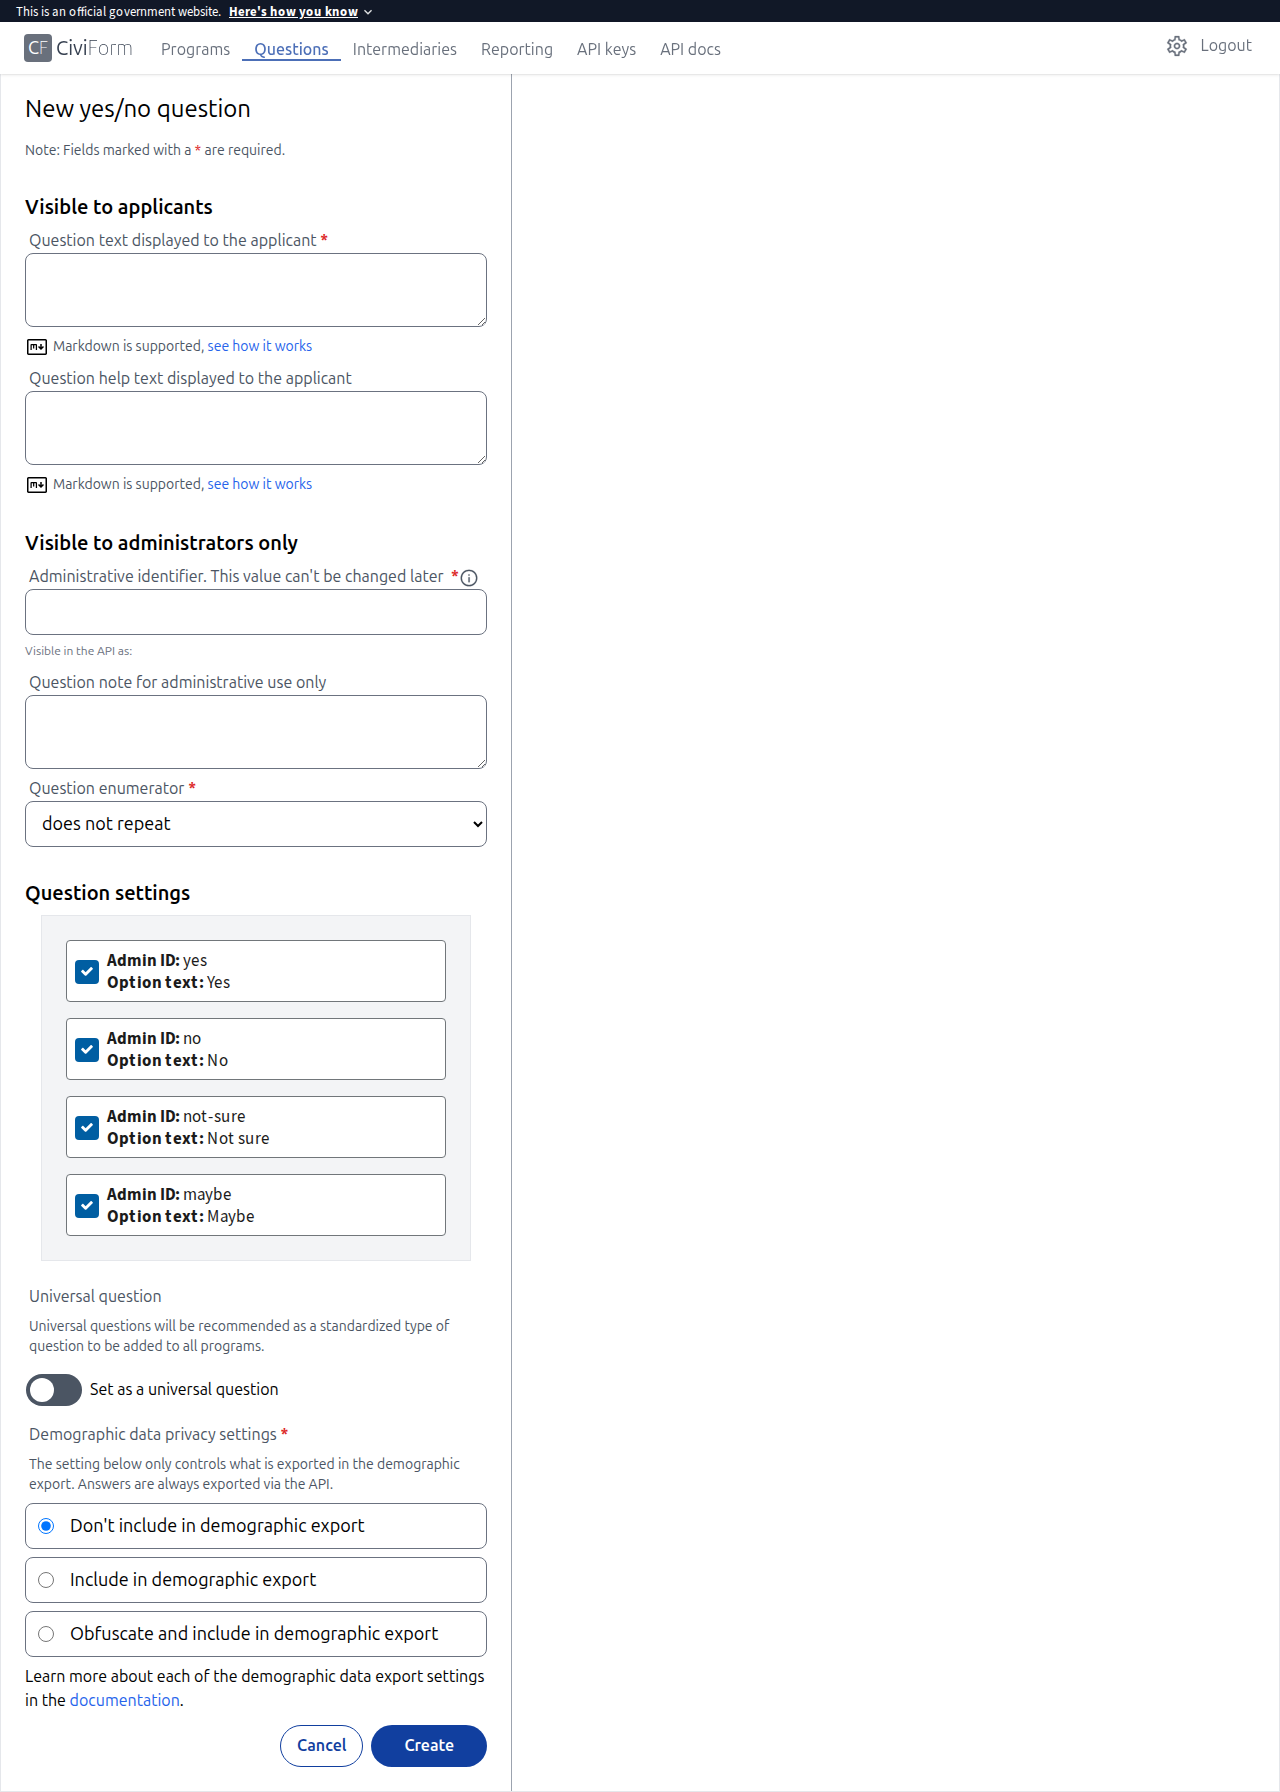 This is an official government website. Here's how you know
CF CiviForm Programs Questions Intermediaries Reporting API keys API docs Logout
New yes/no question
Note: Fields marked with a * are required.
Visible to applicants
Question text displayed to the applicant *
Markdown is supported, see how it works
Question help text displayed to the applicant
Markdown is supported, see how it works
Visible to administrators only
Administrative identifier. This value can't be changed later *
Visible in the API as:
Question note for administrative use only
Question enumerator *
does not repeat
Question settings
Admin ID: yes
Option text: Yes
Admin ID: no
Option text: No
Admin ID: not-sure
Option text: Not sure
Admin ID: maybe
Option text: Maybe
Universal question
Universal questions will be recommended as a standardized type of
question to be added to all programs.
Set as a universal question
Demographic data privacy settings *
The setting below only controls what is exported in the demographic
export. Answers are always exported via the API.
Don't include in demographic export
Include in demographic export
Obfuscate and include in demographic export
Learn more about each of the demographic data export settings
in the documentation.
Cancel Create